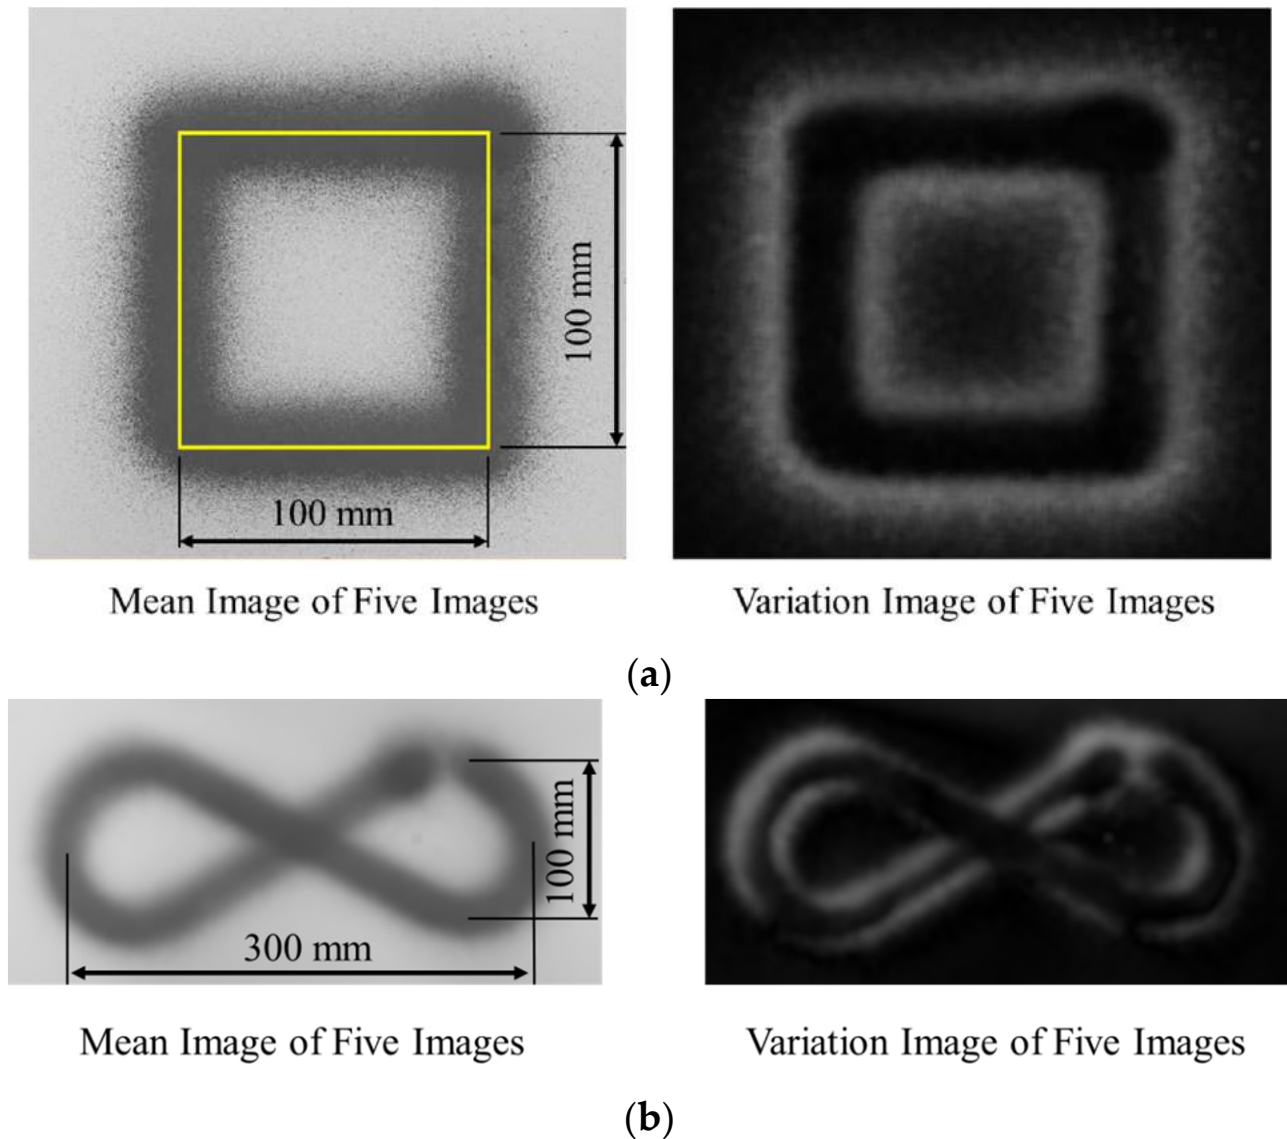 100 mm
100 mm
Mean Image of Five Images
Variation Image of Five Images
(a)
100 mm
300 mm
Mean Image of Five Images
Variation Image of Five Images
(b)